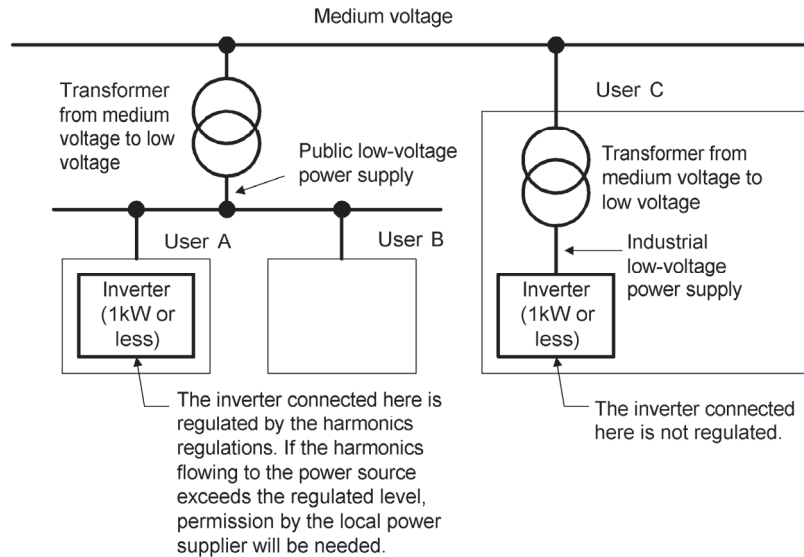 Medium voltage
Transformer
from medium
voltage to low
voltage
Public low-voltage
power supply
User A
User B
Inverter
(1kW or
less)
The inverter connected here is
regulated by the harmonics
regulations. If the harmonics
flowing to the power source
exceeds the regulated level,
permission by the local power
supplier will be needed.
User C
Transformer from
medium voltage to
low voltage
Industrial
low-voltage
power supply
Inverter
(1kW or
less)
The inverter connected
here is not regulated.